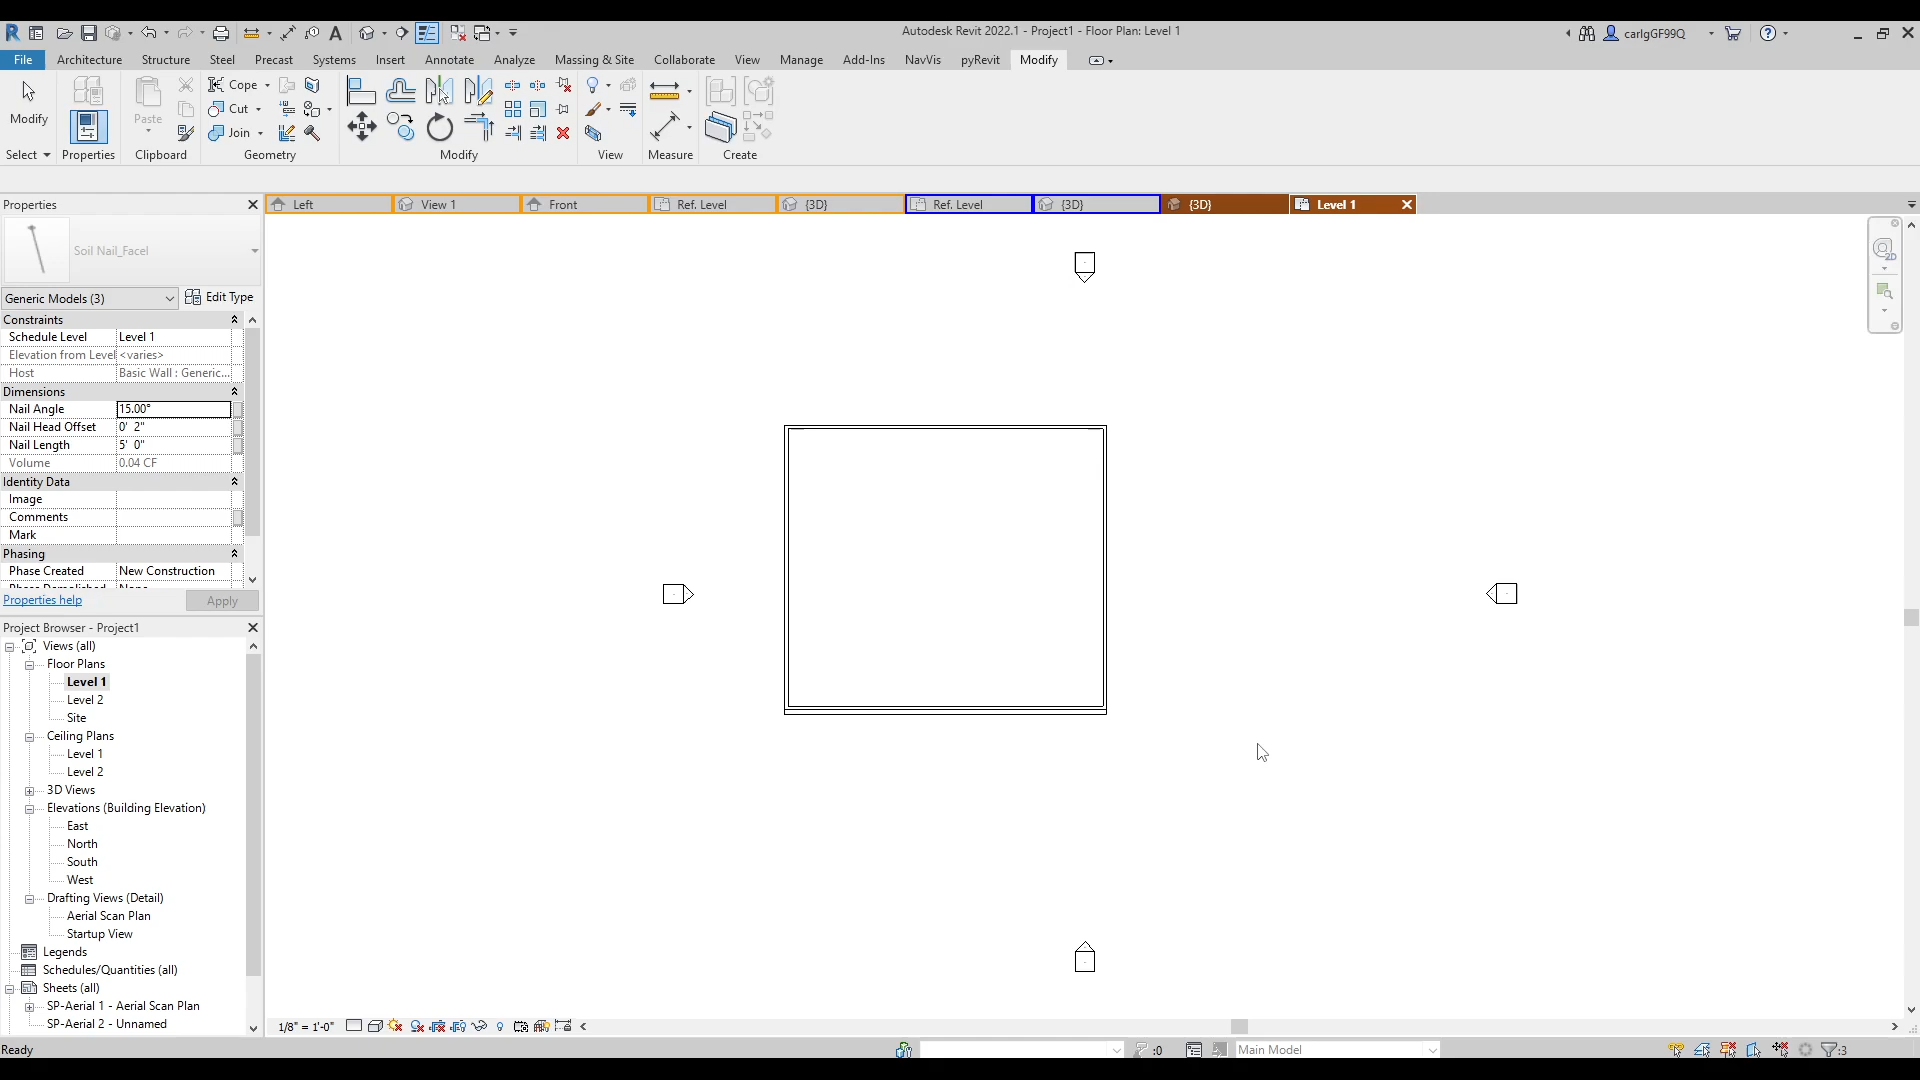 Autodesk Revit 2022.1 - Project1 - Floor Plan: Level 1
carlgGF99Q
File Architecture Structure Steel Precast Systems Insert Annotate Analyze Massing & Site Collaborate View Manage Add-Ins NavVis pyRevit Modify
Modify
Paste
Cope
Cut
Join
Select Properties Clipboard Geometry Modify View Measure Create
Properties
Left View 1 Front Ref. Level {3D} Ref. Level {3D} {3D} Level 1
Soil Nail_Facel
Generic Models (3) Edit Type
Constraints
Schedule Level Level 1
Elevation from Level <varies>
Host Basic Wall : Generic...
Dimensions
Nail Angle 15.00°
Nail Head Offset 0' 2"
Nail Length 5' 0"
Volume 0.04 CF
Identity Data
Image
Comments
Mark
Phasing
Phase Created New Construction
Properties help Apply
Project Browser - Project1
Views (all)
Floor Plans
Level 1
Level 2
Site
Ceiling Plans
Level 1
Level 2
3D Views
Elevations (Building Elevation)
East
North
South
West
Drafting Views (Detail)
Aerial Scan Plan
Startup View
Legends
Schedules/Quantities (all)
Sheets (all)
SP-Aerial 1 - Aerial Scan Plan
SP-Aerial 2 - Unnamed
2D
1/8" = 1'-0"
Ready
:0
Main Model
:3